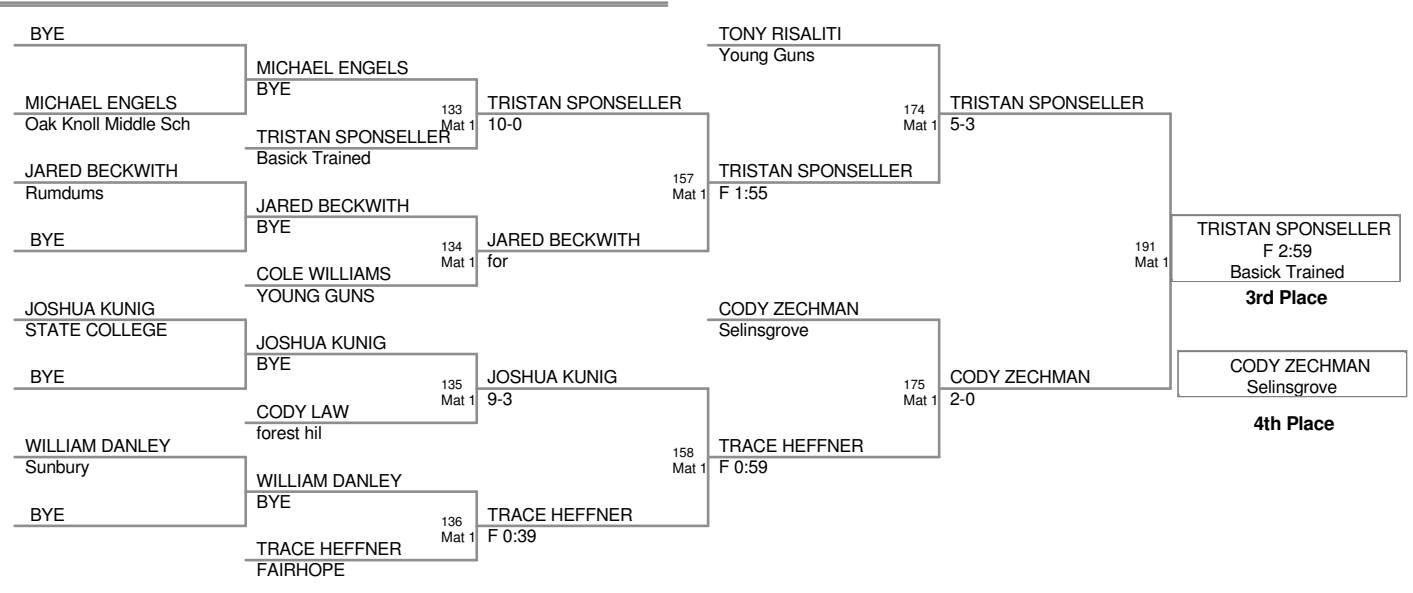 BYE
MICHAEL ENGELS
Oak Knoll Middle Sch
JARED BECKWITH
Rumdums
BYE
JOSHUA KUNIG
STATE COLLEGE
BYE
WILLIAM DANLEY
Sunbury
BYE
MICHAEL ENGELS
BYE
TRISTAN SPONSELLER
Basick Trained
JARED BECKWITH
BYE
COLE WILLIAMS
YOUNG GUNS
JOSHUA KUNIG
BYE
CODY LAW
forest hil
WILLIAM DANLEY
BYE
TRACE HEFFNER
FAIRHOPE
133
Mat 1
TRISTAN SPONSELLER
10-0
134
Mat 1
JARED BECKWITH
for
135
Mat 1
JOSHUA KUNIG
9-3
136
Mat 1
TRACE HEFFNER
F 0:39
TONY RISALITI
Young Guns
157
Mat 1
TRISTAN SPONSELLER
F 1:55
CODY ZECHMAN
Selinsgrove
158
Mat 1
TRACE HEFFNER
F 0:59
174
Mat 1
TRISTAN SPONSELLER
5-3
175
Mat 1
CODY ZECHMAN
2-0
191
Mat 1
TRISTAN SPONSELLER
F 2:59
Basick Trained
3rd Place
CODY ZECHMAN
Selinsgrove
4th Place